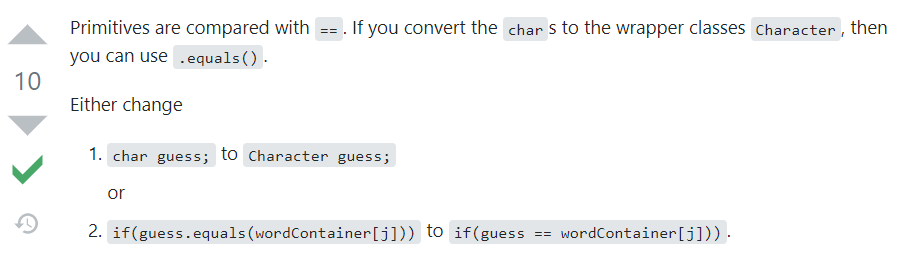 Primitives are compared with ==. If you convert the chars to the wrapper classes Character, then
you can use .equals().
10
Either change
1. char guess; to Character guess;
or
2. if(guess.equals(wordContainer[j])) to if(guess == wordContainer[j])).